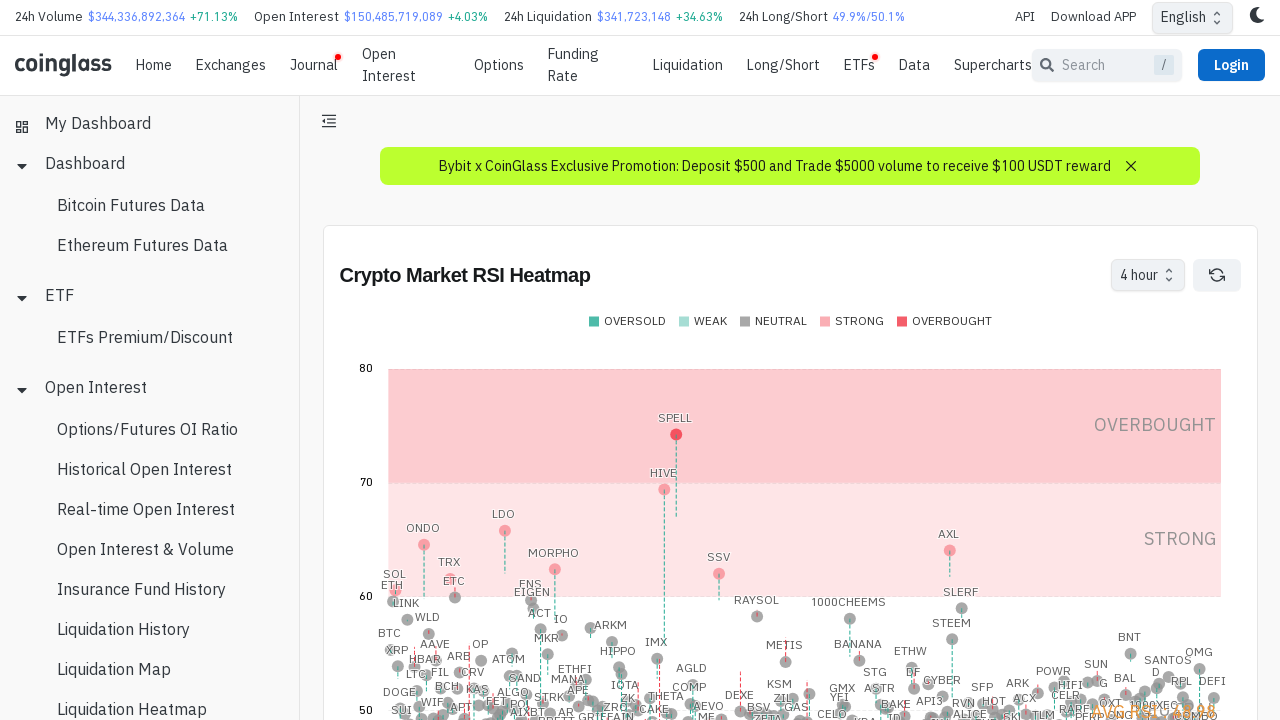 24h Volume $344,336,892,364 +71.13% Open Interest $150,485,719,089 +4.03% 24h Liquidation $341,723,148 +34.63% 24h Long/Short 49.9%/50.1% API Download APP English
coinglass Home Exchanges Journal Open Interest Options Funding Rate Liquidation Long/Short ETFs Data Supercharts Search / Login
My Dashboard
Dashboard
Bitcoin Futures Data
Ethereum Futures Data
ETF
ETFs Premium/Discount
Open Interest
Options/Futures OI Ratio
Historical Open Interest
Real-time Open Interest
Open Interest & Volume
Insurance Fund History
Liquidation History
Liquidation Map
Liquidation Heatmap
Bybit x CoinGlass Exclusive Promotion: Deposit $500 and Trade $5000 volume to receive $100 USDT reward
Crypto Market RSI Heatmap
4 hour
OVERSOLD WEAK NEUTRAL STRONG OVERBOUGHT
80
SPELL
OVERBOUGHT
HIVE
70
LDO
ONDO
AXL
STRONG
MORPHO
SSV
TRX
SOL
ETC
ETH
ENS
EIGEN
SLERF
60
LINK
RAYSOL
1000CHEEMS
ACT
WLD
IO
ARKM
STEEM
BTC
MKR
BNT
AAVE
OP
IMX
METIS
BANANA
XRP
HIPPO
ETHW
OMG
HBAR
ARB
ATOM
SUN
SANTOS
LTC
FIL
CRV
ETHFI
AGLD
STG
DF
POWR
SAND
MANA
CYBER
BAL
D
BCH
KAS
APE
IOTA
COMP
KSM
GMX
ASTR
SFP
ARK
RPL
DEFI
DOGE
ALGO
STRK
THETA
DEXE
ZIL
YFI
API3
RVN
ACX
CELR
WIF
FET
ZRO
CAKE
AEVO
BSV
GAS
BAKE
HOT
SUI
APT
AIXBT
AR
CELO
ALICE
TLM
50